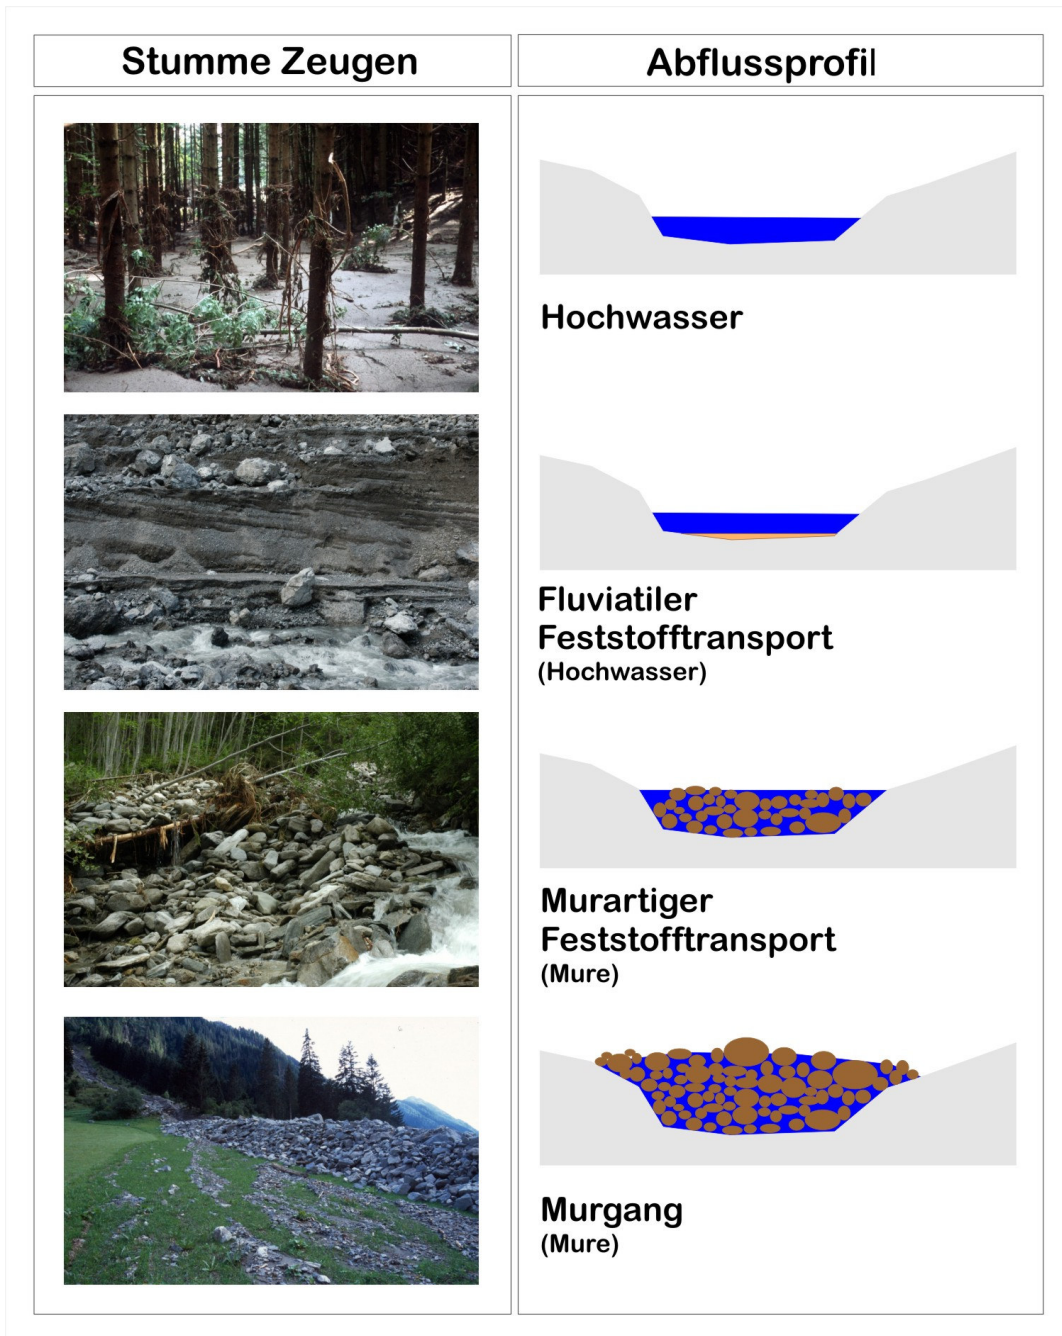 Stumme Zeugen
Abflussprofil
Hochwasser
Fluviatiler
Feststofftransport
(Hochwasser)
Murartiger
Feststofftransport
(Mure)
Murgang
(Mure)